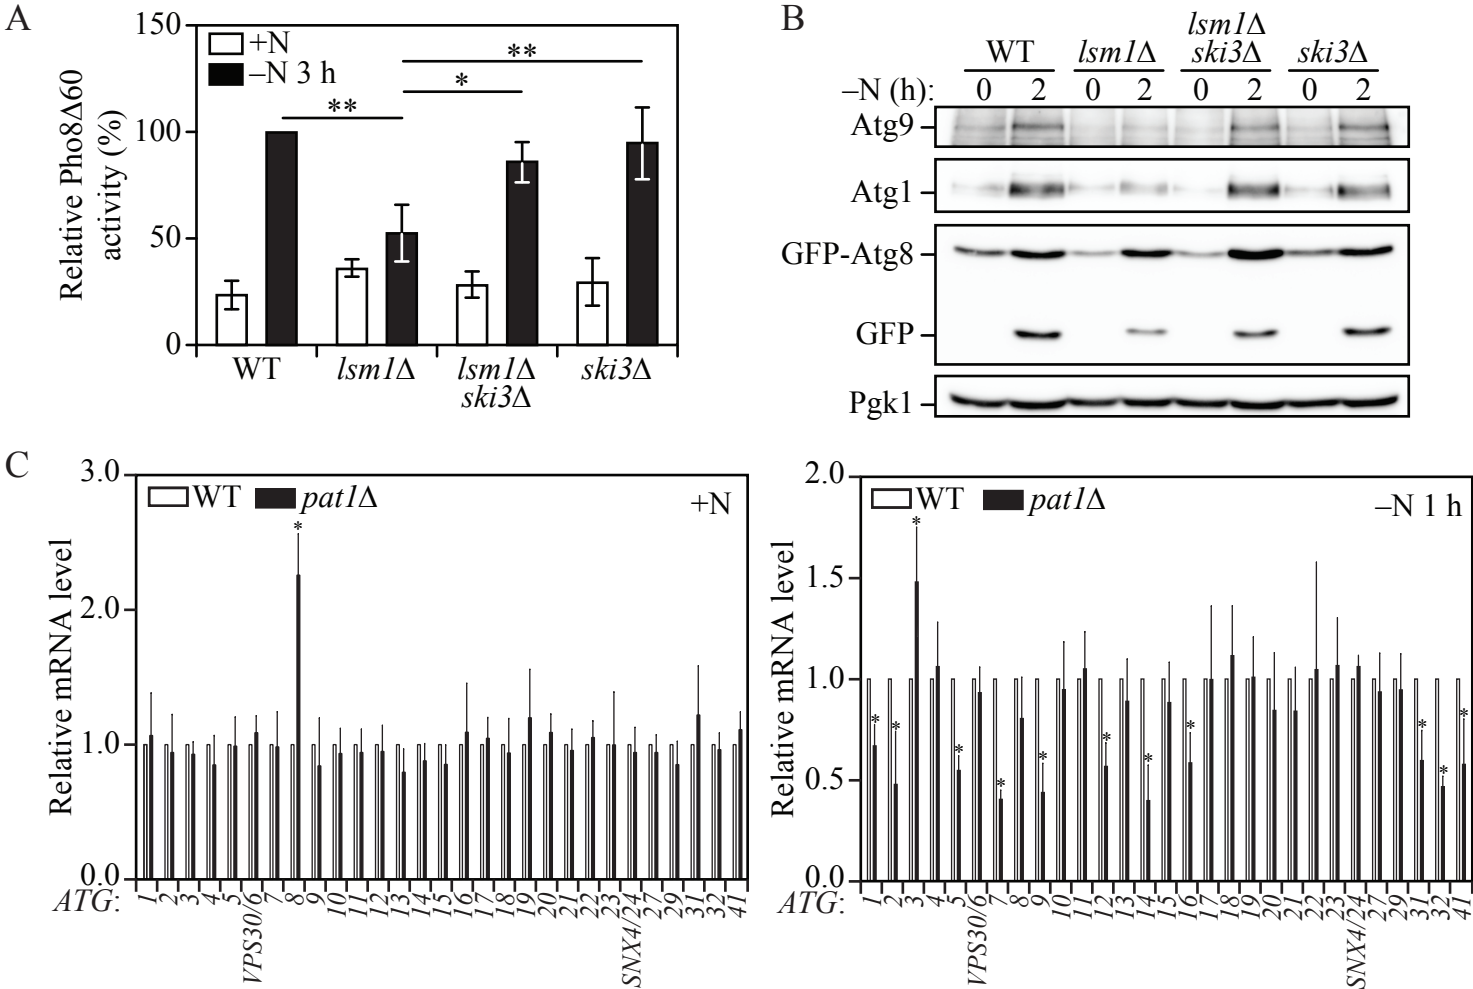 A
Relative Pho8Δ60
activity (%)
150
100
50
0
+N
–N 3 h
**
*
**
WT
lsm1Δ
lsm1Δ
ski3Δ
ski3Δ
B
WT
lsm1Δ
lsm1Δ
ski3Δ
ski3Δ
–N (h): 0 2 0 2 0 2 0 2
Atg9
Atg1
GFP-Atg8
GFP
Pgk1
C
Relative mRNA level
3.0
2.0
1.0
0.0
WT pat1Δ
+N
*
ATG: 1 2 3 4 5 VPS30/6 7 8 9 10 11 12 13 14 15 16 17 18 19 20 21 22 23 SNX4/24 27 29 31 32 41
Relative mRNA level
2.0
1.5
1.0
0.5
0.0
WT pat1Δ
–N 1 h
* * * * * * * * * * * *
ATG: 1 2 3 4 5 VPS30/6 7 8 9 10 11 12 13 14 15 16 17 18 19 20 21 22 23 SNX4/24 27 29 31 32 41